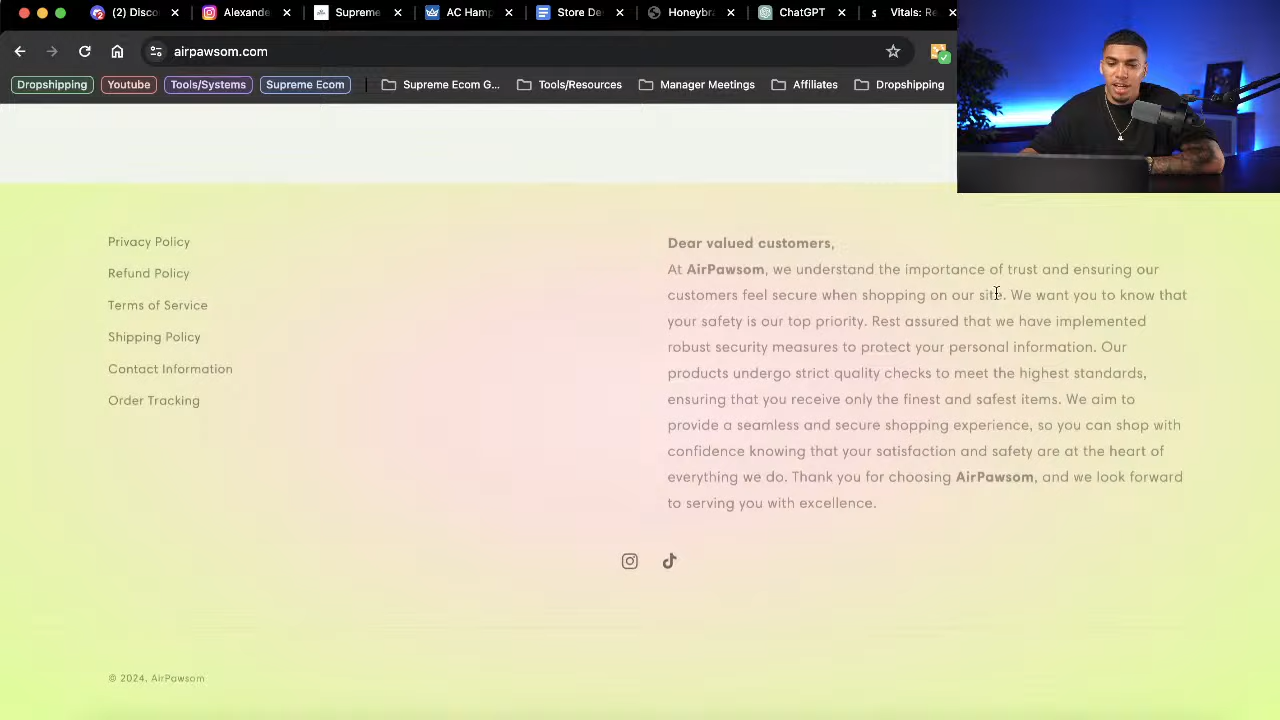 (2) Disco
Alexande
Supreme
AC Hamp
Store De
Honeybra
ChatGPT
Vitals: Re
airpawsom.com
Dropshipping
Youtube
Tools/Systems
Supreme Ecom
Supreme Ecom G...
Tools/Resources
Manager Meetings
Affiliates
Dropshipping
Privacy Policy
Refund Policy
Terms of Service
Shipping Policy
Contact Information
Order Tracking
Dear valued customers,
At AirPawsom, we understand the importance of trust and ensuring our
customers feel secure when shopping on our site. We want you to know that
your safety is our top priority. Rest assured that we have implemented
robust security measures to protect your personal information. Our
products undergo strict quality checks to meet the highest standards,
ensuring that you receive only the finest and safest items. We aim to
provide a seamless and secure shopping experience, so you can shop with
confidence knowing that your satisfaction and safety are at the heart of
everything we do. Thank you for choosing AirPawsom, and we look forward
to serving you with excellence.
© 2024, AirPawsom